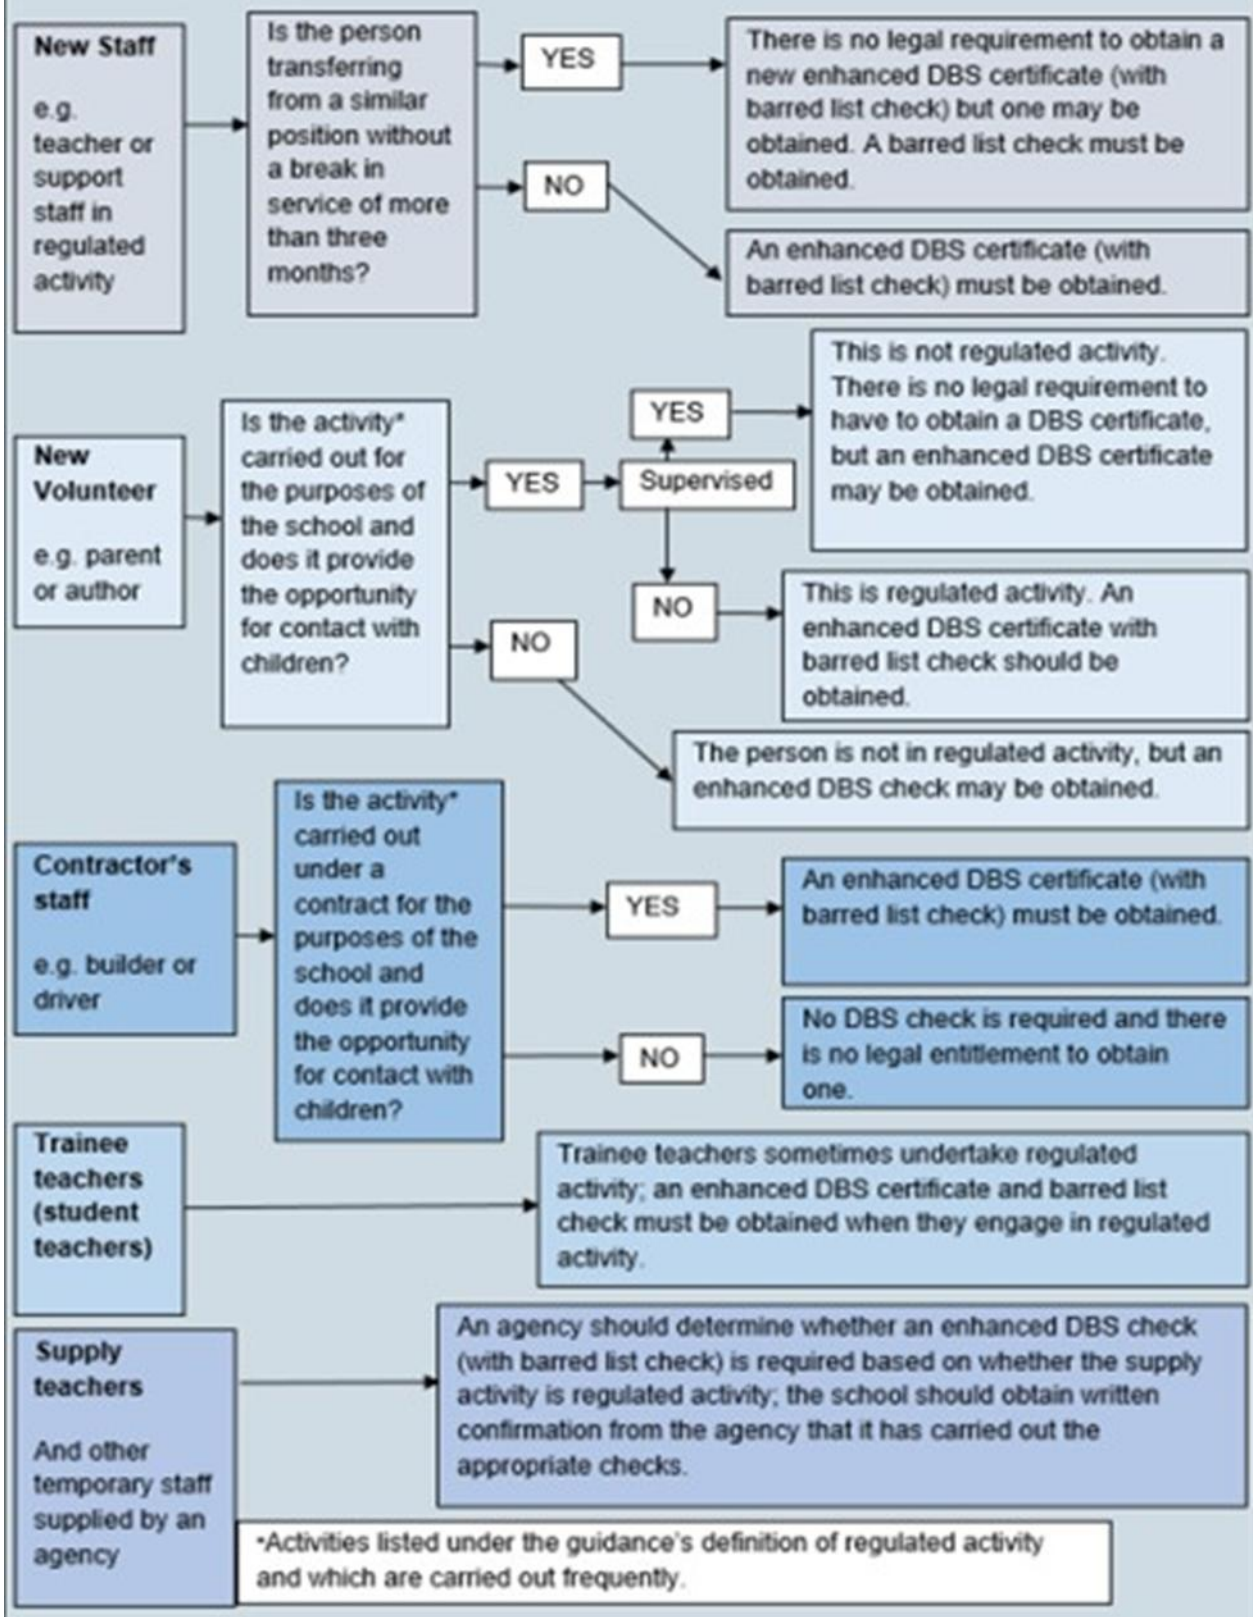 New Staff
e.g.
teacher or
support
staff in
regulated
activity
Is the person
transferring
from a similar
position without
a break in
service of more
than three
months?
YES
There is no legal requirement to obtain a
new enhanced DBS certificate (with
barred list check) but one may be
obtained. A barred list check must be
obtained.
NO
An enhanced DBS certificate (with
barred list check) must be obtained.
New
Volunteer
e.g. parent
or author
Is the activity*
carried out for
the purposes of
the school and
does it provide
the opportunity
for contact with
children?
YES
Supervised
YES
This is not regulated activity.
There is no legal requirement to
have to obtain a DBS certificate,
but an enhanced DBS certificate
may be obtained.
NO
This is regulated activity. An
enhanced DBS certificate with
barred list check should be
obtained.
NO
The person is not in regulated activity, but an
enhanced DBS check may be obtained.
Contractor's
staff
e.g. builder or
driver
Is the activity*
carried out
under a
contract for the
purposes of the
school and
does it provide
the opportunity
for contact with
children?
YES
An enhanced DBS certificate (with
barred list check) must be obtained.
NO
No DBS check is required and there
is no legal entitlement to obtain
one.
Trainee
teachers
(student
teachers)
Trainee teachers sometimes undertake regulated
activity; an enhanced DBS certificate and barred list
check must be obtained when they engage in regulated
activity.
Supply
teachers
And other
temporary staff
supplied by an
agency
An agency should determine whether an enhanced DBS check
(with barred list check) is required based on whether the supply
activity is regulated activity; the school should obtain written
confirmation from the agency that it has carried out the
appropriate checks.
*Activities listed under the guidance's definition of regulated activity
and which are carried out frequently.